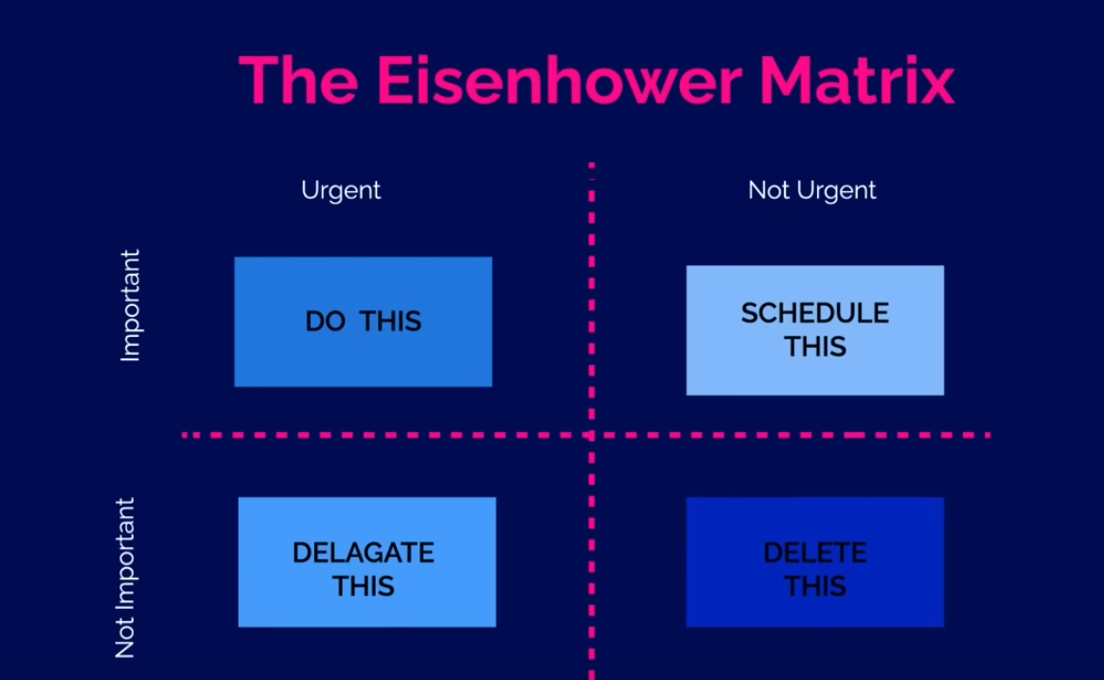 The Eisenhower Matrix
Urgent
Not Urgent
Important
DO THIS
SCHEDULE
THIS
Not Important
DELAGATE
THIS
DELETE
THIS